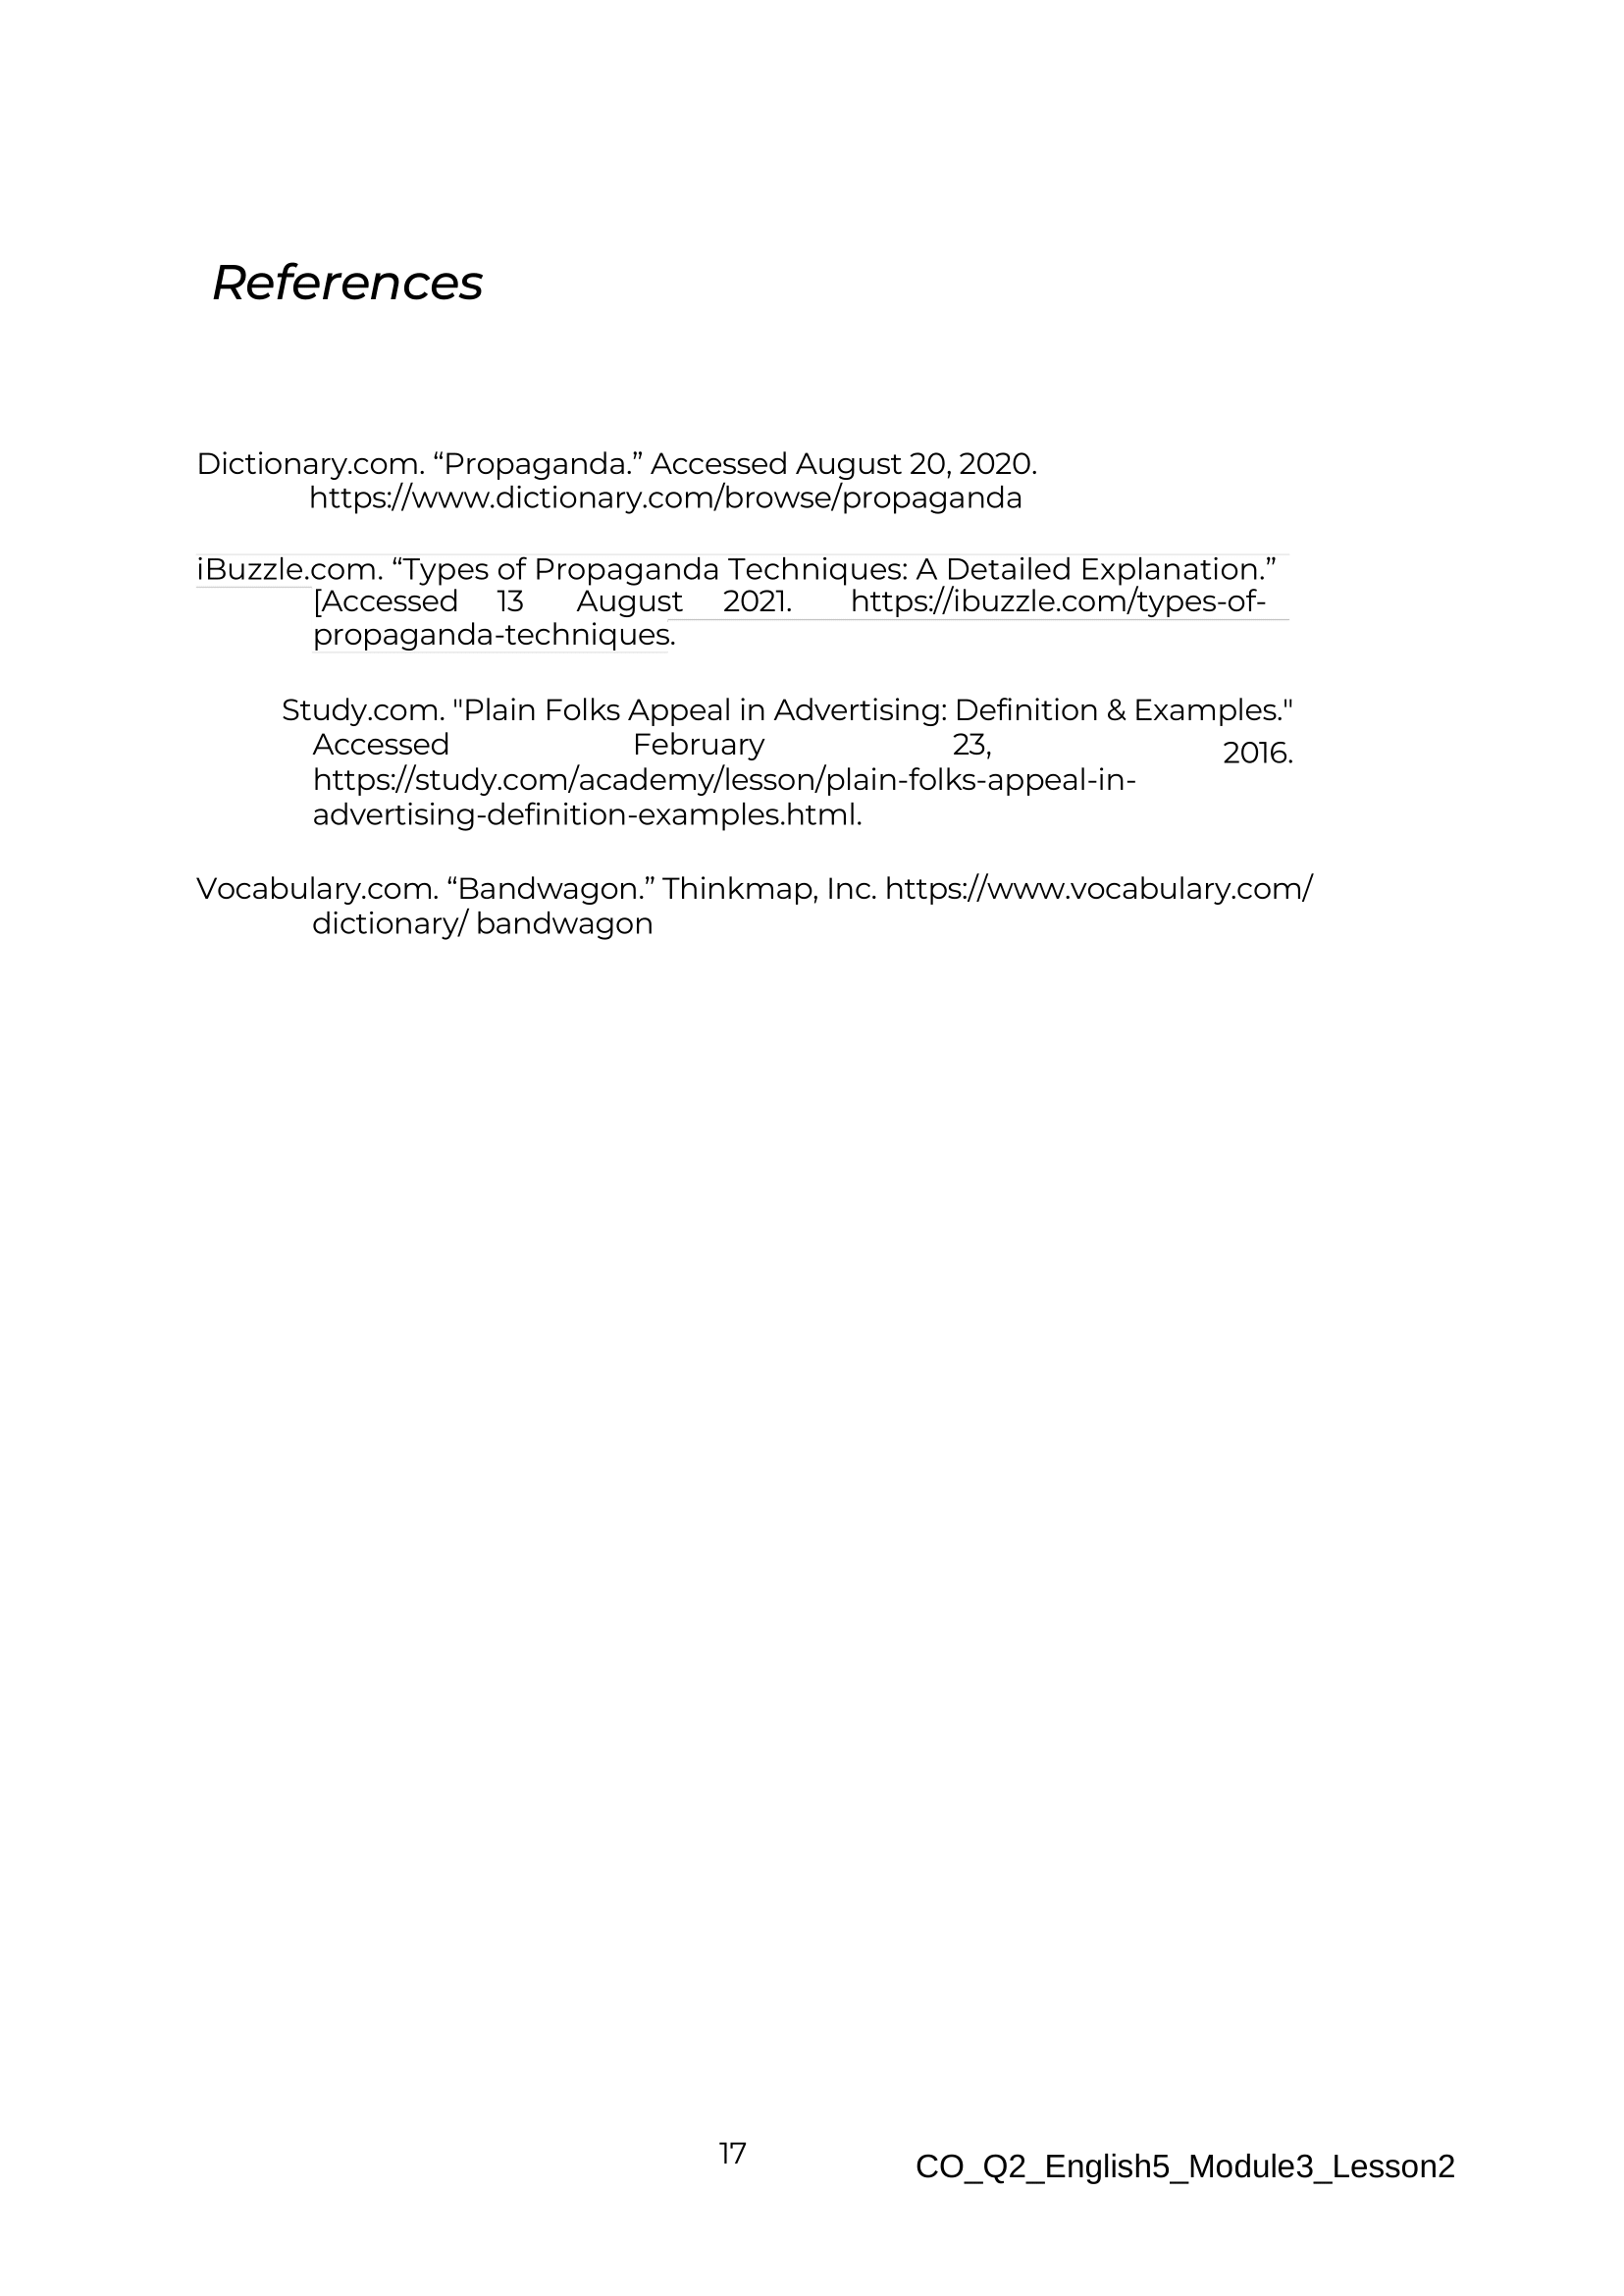 References
Dictionary.com. “Propaganda.” Accessed August 20, 2020.
https://www.dictionary.com/browse/propaganda
iBuzzle.com. “Types of Propaganda Techniques: A Detailed Explanation.”
[Accessed 13 August 2021. https://ibuzzle.com/types-of-
propaganda-techniques.
Study.com. "Plain Folks Appeal in Advertising: Definition & Examples."
Accessed February 23, 2016.
https://study.com/academy/lesson/plain-folks-appeal-in-
advertising-definition-examples.html.
Vocabulary.com. “Bandwagon.” Thinkmap, Inc. https://www.vocabulary.com/
dictionary/ bandwagon
17
CO_Q2_English5_Module3_Lesson2